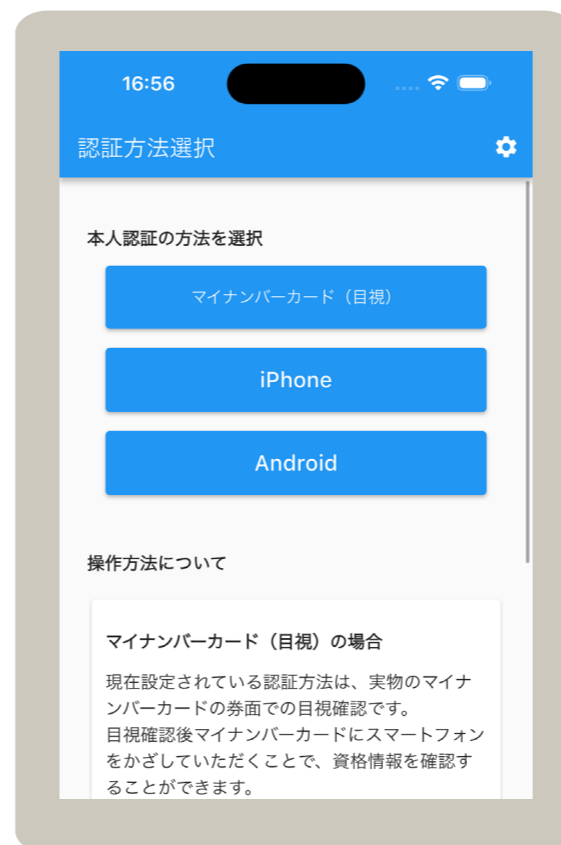 16:56
認証方法選択
本人認証の方法を選択
マイナンバーカード（目視）
iPhone
Android
操作方法について
マイナンバーカード（目視）の場合
現在設定されている認証方法は、実物のマイナ
ンバーカードの券面での目視確認です。
目視確認後マイナンバーカードにスマートフォン
をかざしていただくことで、資格情報を確認す
ることができます。